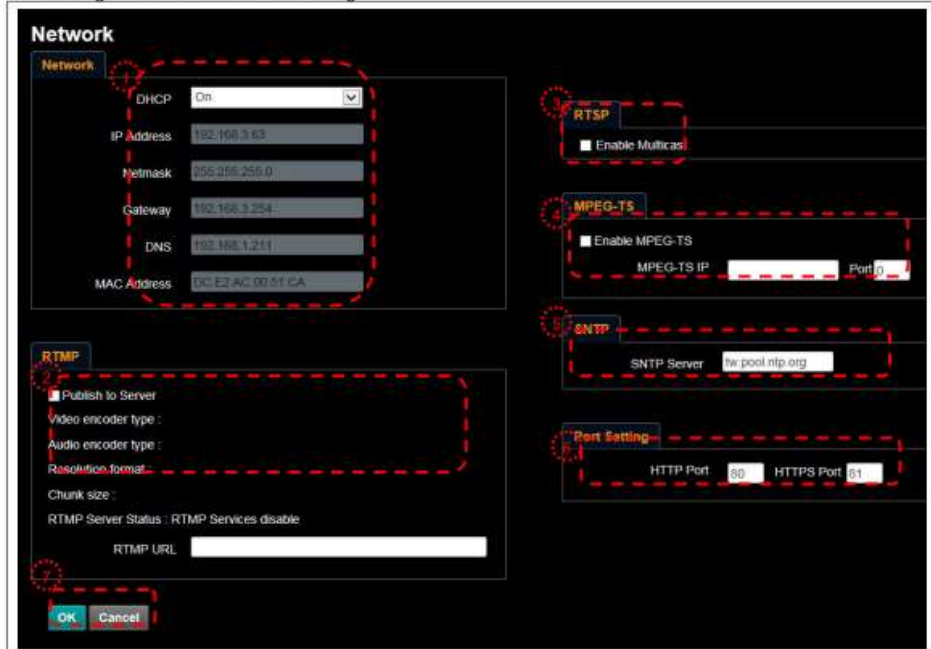 Network
Network
1
DHCP On
IP Address 192.168.3.63
Netmask 255.255.255.0
Gateway 192.168.3.254
DNS 192.168.1.211
MAC Address DC:E2:AC:00:51:CA
RTMP
2
Publish to Server
Video encoder type :
Audio encoder type :
Resolution format :
Chunk size :
RTMP Server Status : RTMP Services disable
RTMP URL
7
OK Cancel
3
RTSP
Enable Multicas
4
MPEG-TS
Enable MPEG-TS
MPEG-TS IP Port 0
5
SNTP
SNTP Server tw.pool.ntp.org
6
Port Setting
HTTP Port 80 HTTPS Port 81